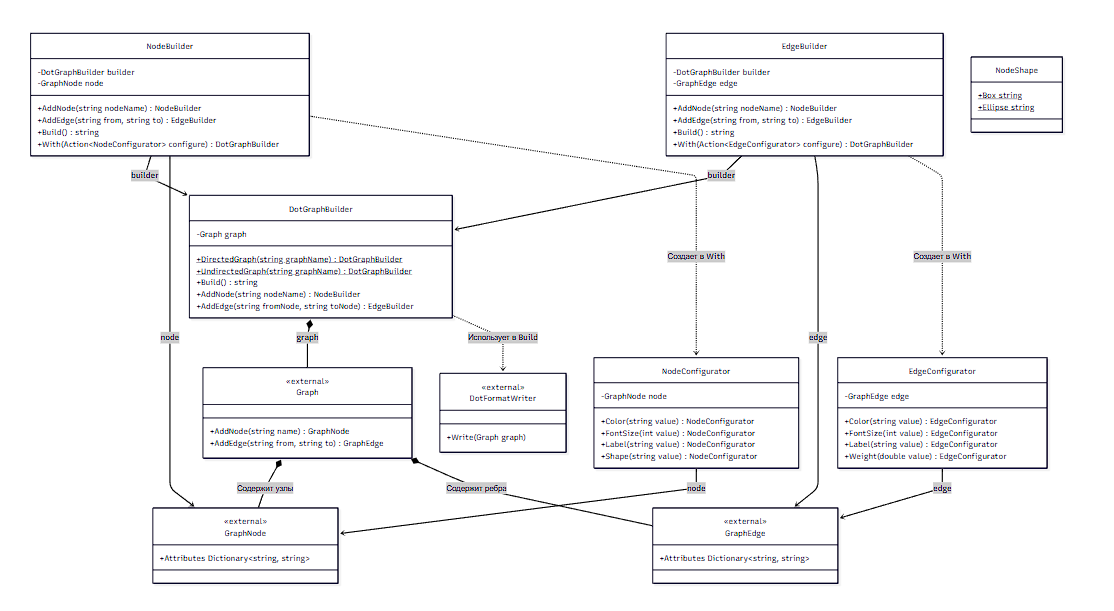 NodeBuilder
-DotGraphBuilder builder
-GraphNode node
+AddNode(string nodeName) : NodeBuilder
+AddEdge(string from, string to) : EdgeBuilder
+Build() : string
+With(Action<NodeConfigurator> configure) : DotGraphBuilder
EdgeBuilder
-DotGraphBuilder builder
-GraphEdge edge
+AddNode(string nodeName) : NodeBuilder
+AddEdge(string from, string to) : EdgeBuilder
+Build() : string
+With(Action<EdgeConfigurator> configure) : DotGraphBuilder
NodeShape
+Box string
+Ellipse string
builder
builder
DotGraphBuilder
-Graph graph
+DirectedGraph(string graphName) : DotGraphBuilder
+UndirectedGraph(string graphName) : DotGraphBuilder
+Build() : string
+AddNode(string nodeName) : NodeBuilder
+AddEdge(string fromNode, string toNode) : EdgeBuilder
Создает в With
Создает в With
node
graph
Использует в Build
edge
«external»
Graph
+AddNode(string name) : GraphNode
+AddEdge(string from, string to) : GraphEdge
«external»
DotFormatWriter
+Write(Graph graph)
NodeConfigurator
-GraphNode node
+Color(string value) : NodeConfigurator
+FontSize(int value) : NodeConfigurator
+Label(string value) : NodeConfigurator
+Shape(string value) : NodeConfigurator
EdgeConfigurator
-GraphEdge edge
+Color(string value) : EdgeConfigurator
+FontSize(int value) : EdgeConfigurator
+Label(string value) : EdgeConfigurator
+Weight(double value) : EdgeConfigurator
Содержит узлы
Содержит ребра
node
edge
«external»
GraphNode
+Attributes Dictionary<string, string>
«external»
GraphEdge
+Attributes Dictionary<string, string>